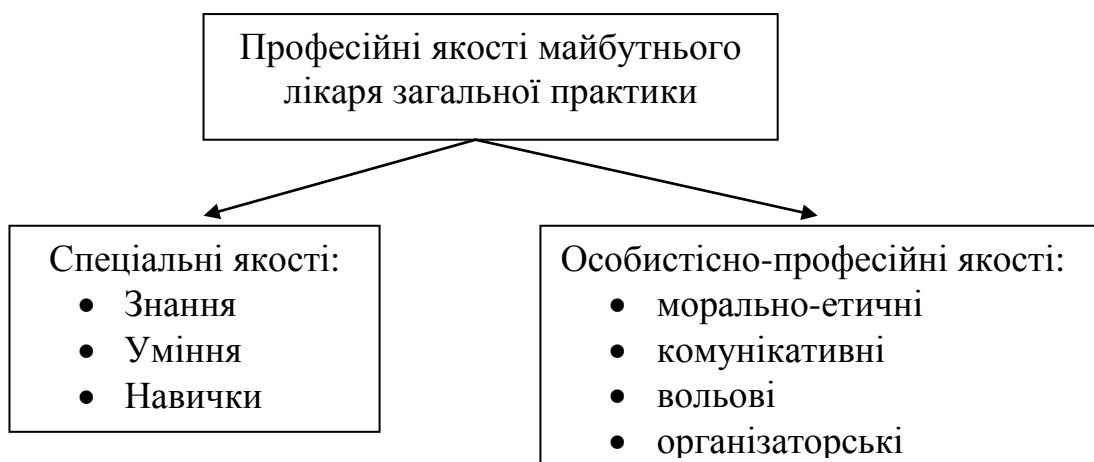 Професійні якості майбутнього
лікаря загальної практики
Спеціальні якості:
• Знання
• Уміння
• Навички
Особистісно-професійні якості:
• морально-етичні
• комунікативні
• вольові
• організаторські